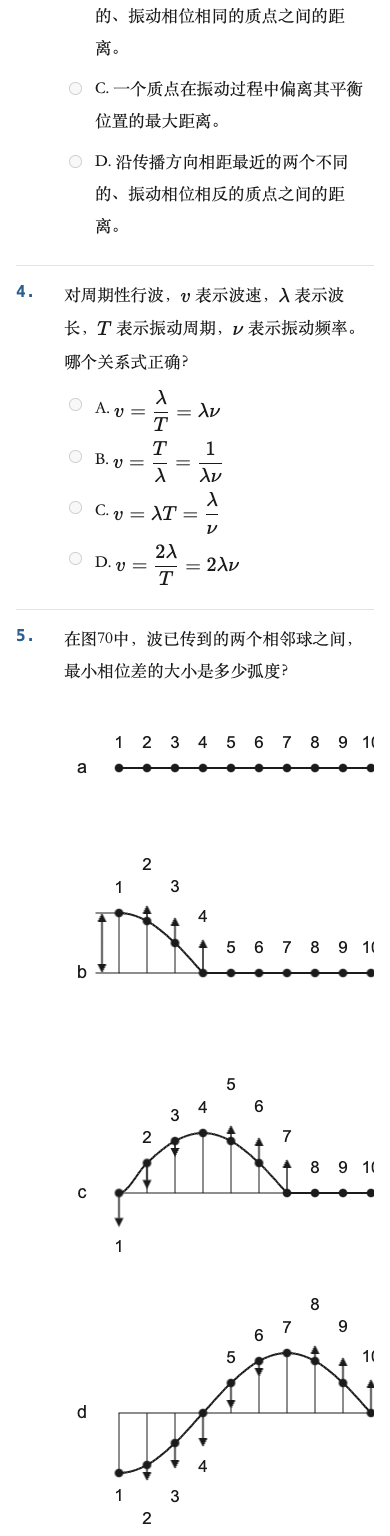 的、振动相位相同的质点之间的距
离。
C. 一个质点在振动过程中偏离其平衡
位置的最大距离。
D. 沿传播方向相距最近的两个不同
的、振动相位相反的质点之间的距
离。
4. 对周期性行波，v 表示波速，λ 表示波
长，T 表示振动周期，ν 表示振动频率。
哪个关系式正确?
A. v = λ/T = λν
B. v = T/λ = 1/(λν)
C. v = λT = λ/ν
D. v = 2λ/T = 2λν
5. 在图70中，波已传到的两个相邻球之间，
最小相位差的大小是多少弧度?
1 2 3 4 5 6 7 8 9 10
a
2
1 3
4
5 6 7 8 9 10
b
5
4 6
3
2 7
8 9 10
c
1
8
7 9
6
5 10
d
4
1 3
2